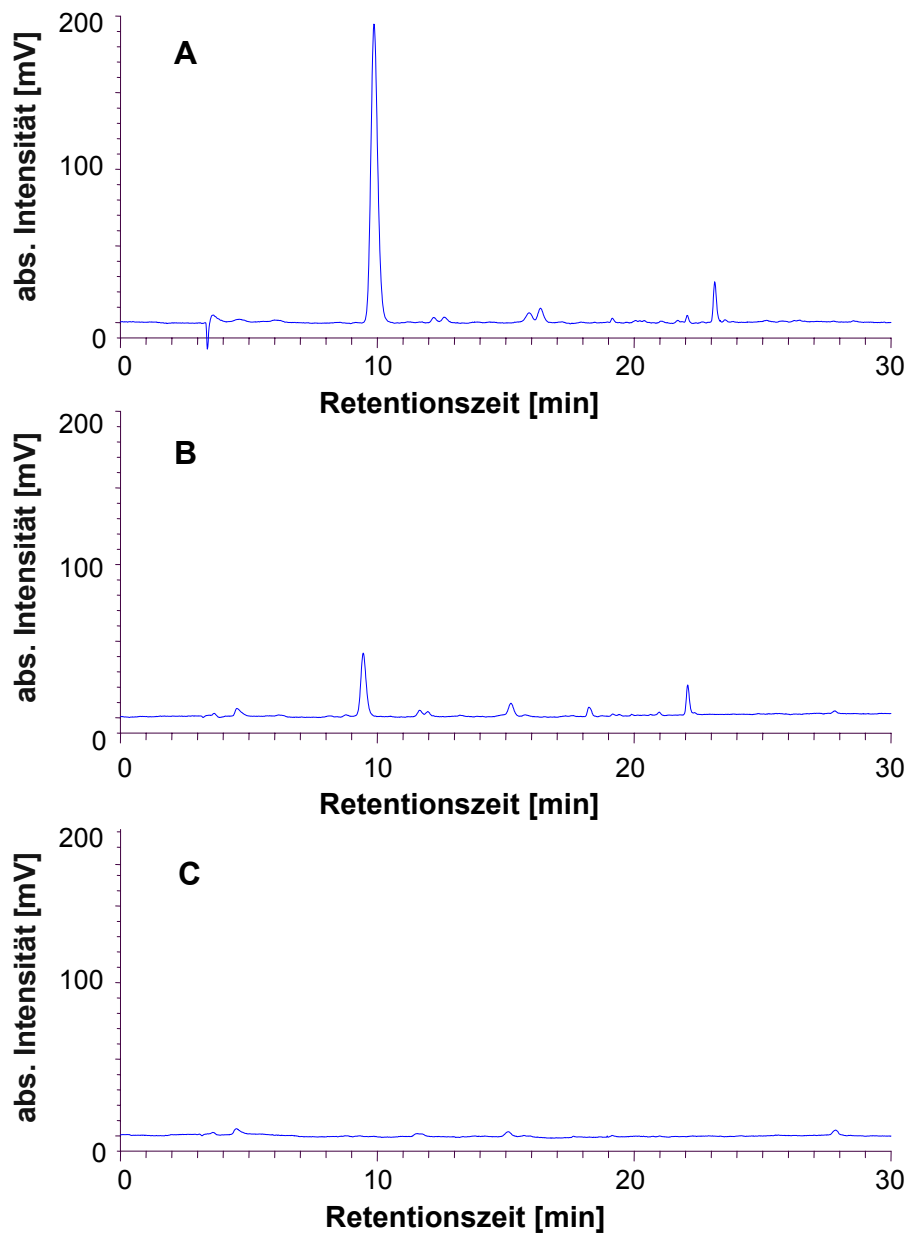 200
A
abs. Intensität [mV]
100
0
0 10 20 30
Retentionszeit [min]
200
B
abs. Intensität [mV]
100
0
0 10 20 30
Retentionszeit [min]
200
C
abs. Intensität [mV]
100
0
0 10 20 30
Retentionszeit [min]